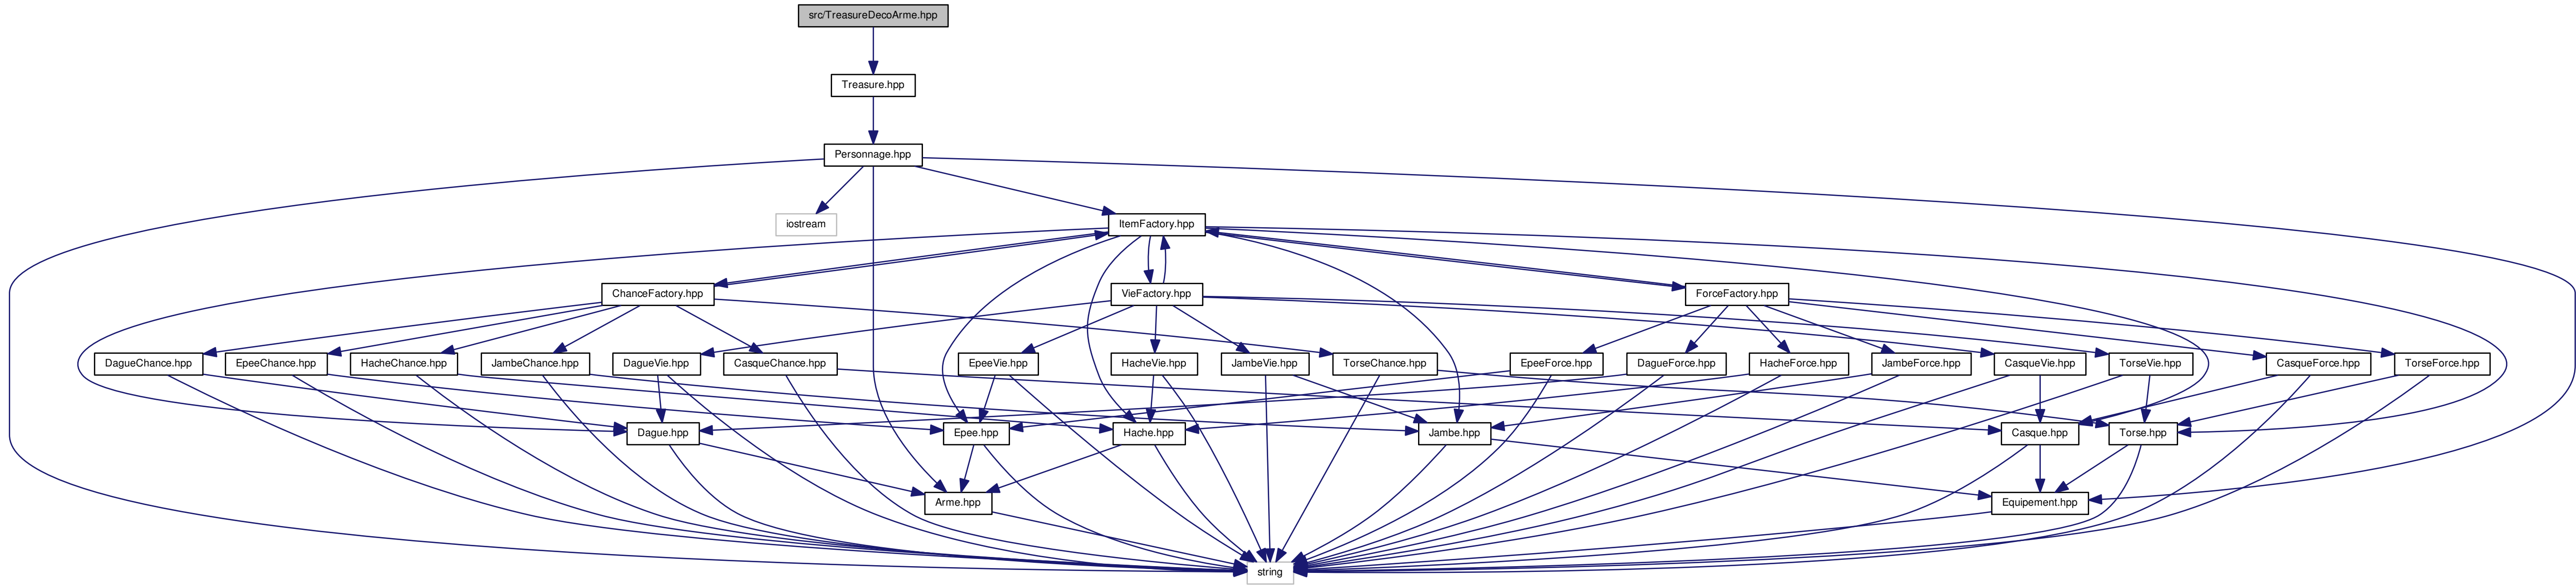 src/TreasureDecoArme.hpp
Treasure.hpp
Personnage.hpp
iostream
ItemFactory.hpp
ChanceFactory.hpp
VieFactory.hpp
ForceFactory.hpp
DagueChance.hpp
EpeeChance.hpp
HacheChance.hpp
JambeChance.hpp
DagueVie.hpp
CasqueChance.hpp
EpeeVie.hpp
HacheVie.hpp
JambeVie.hpp
TorseChance.hpp
EpeeForce.hpp
DagueForce.hpp
HacheForce.hpp
JambeForce.hpp
CasqueVie.hpp
TorseVie.hpp
CasqueForce.hpp
TorseForce.hpp
Dague.hpp
Epee.hpp
Hache.hpp
Jambe.hpp
Casque.hpp
Torse.hpp
Arme.hpp
Equipement.hpp
string